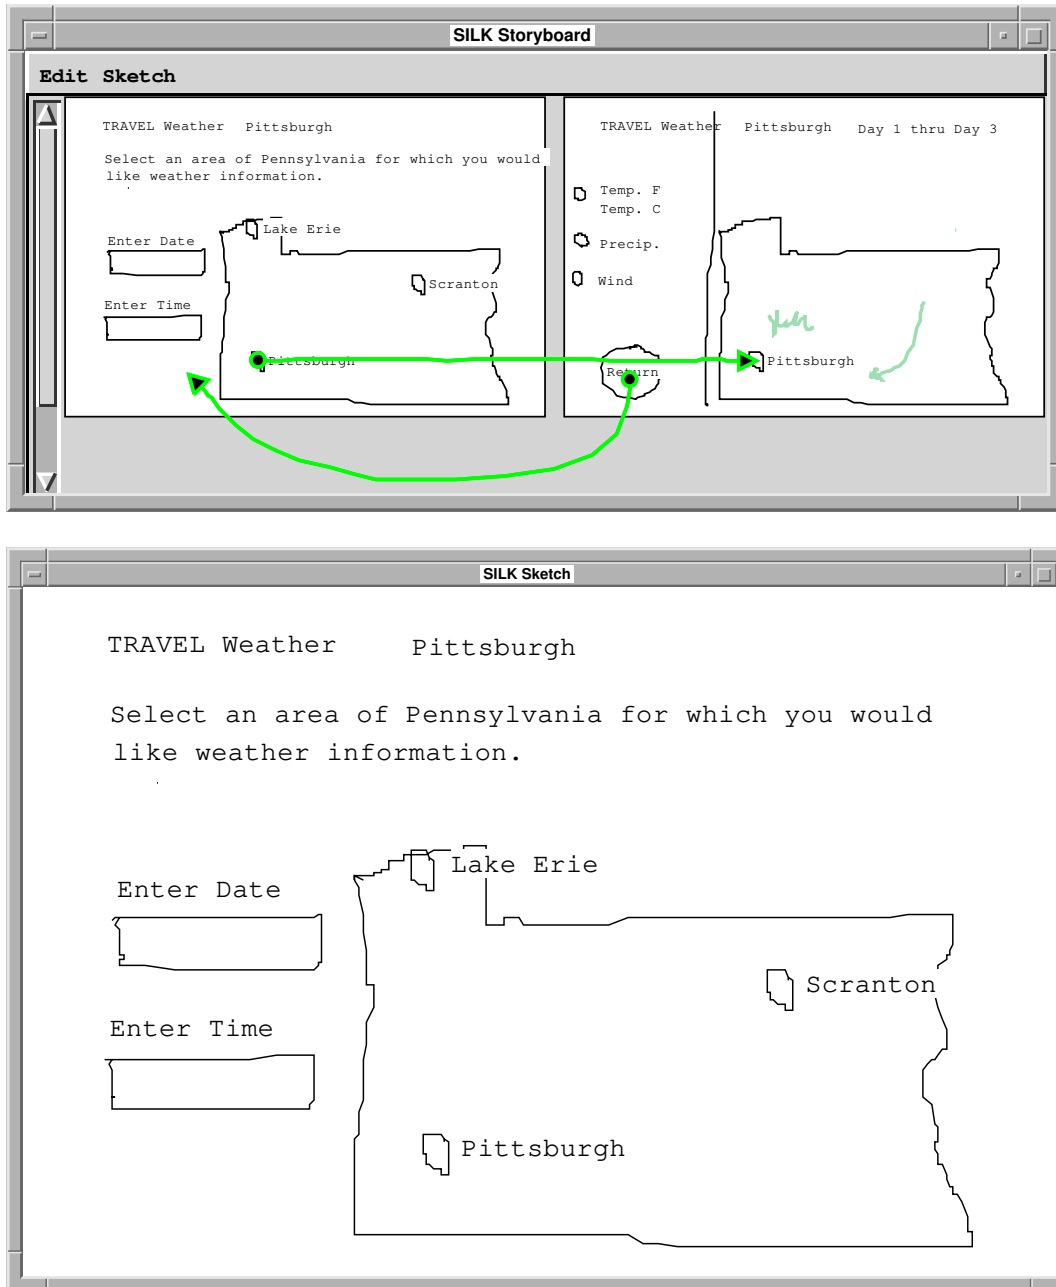 SILK Storyboard
Edit Sketch
TRAVEL Weather Pittsburgh
Select an area of Pennsylvania for which you would
like weather information.
Lake Erie
Enter Date
Scranton
Enter Time
Pittsburgh
TRAVEL Weather Pittsburgh Day 1 thru Day 3
Temp. F
Temp. C
Precip.
Wind
Pittsburgh
Return
SILK Sketch
TRAVEL Weather Pittsburgh
Select an area of Pennsylvania for which you would
like weather information.
Lake Erie
Enter Date
Scranton
Enter Time
Pittsburgh